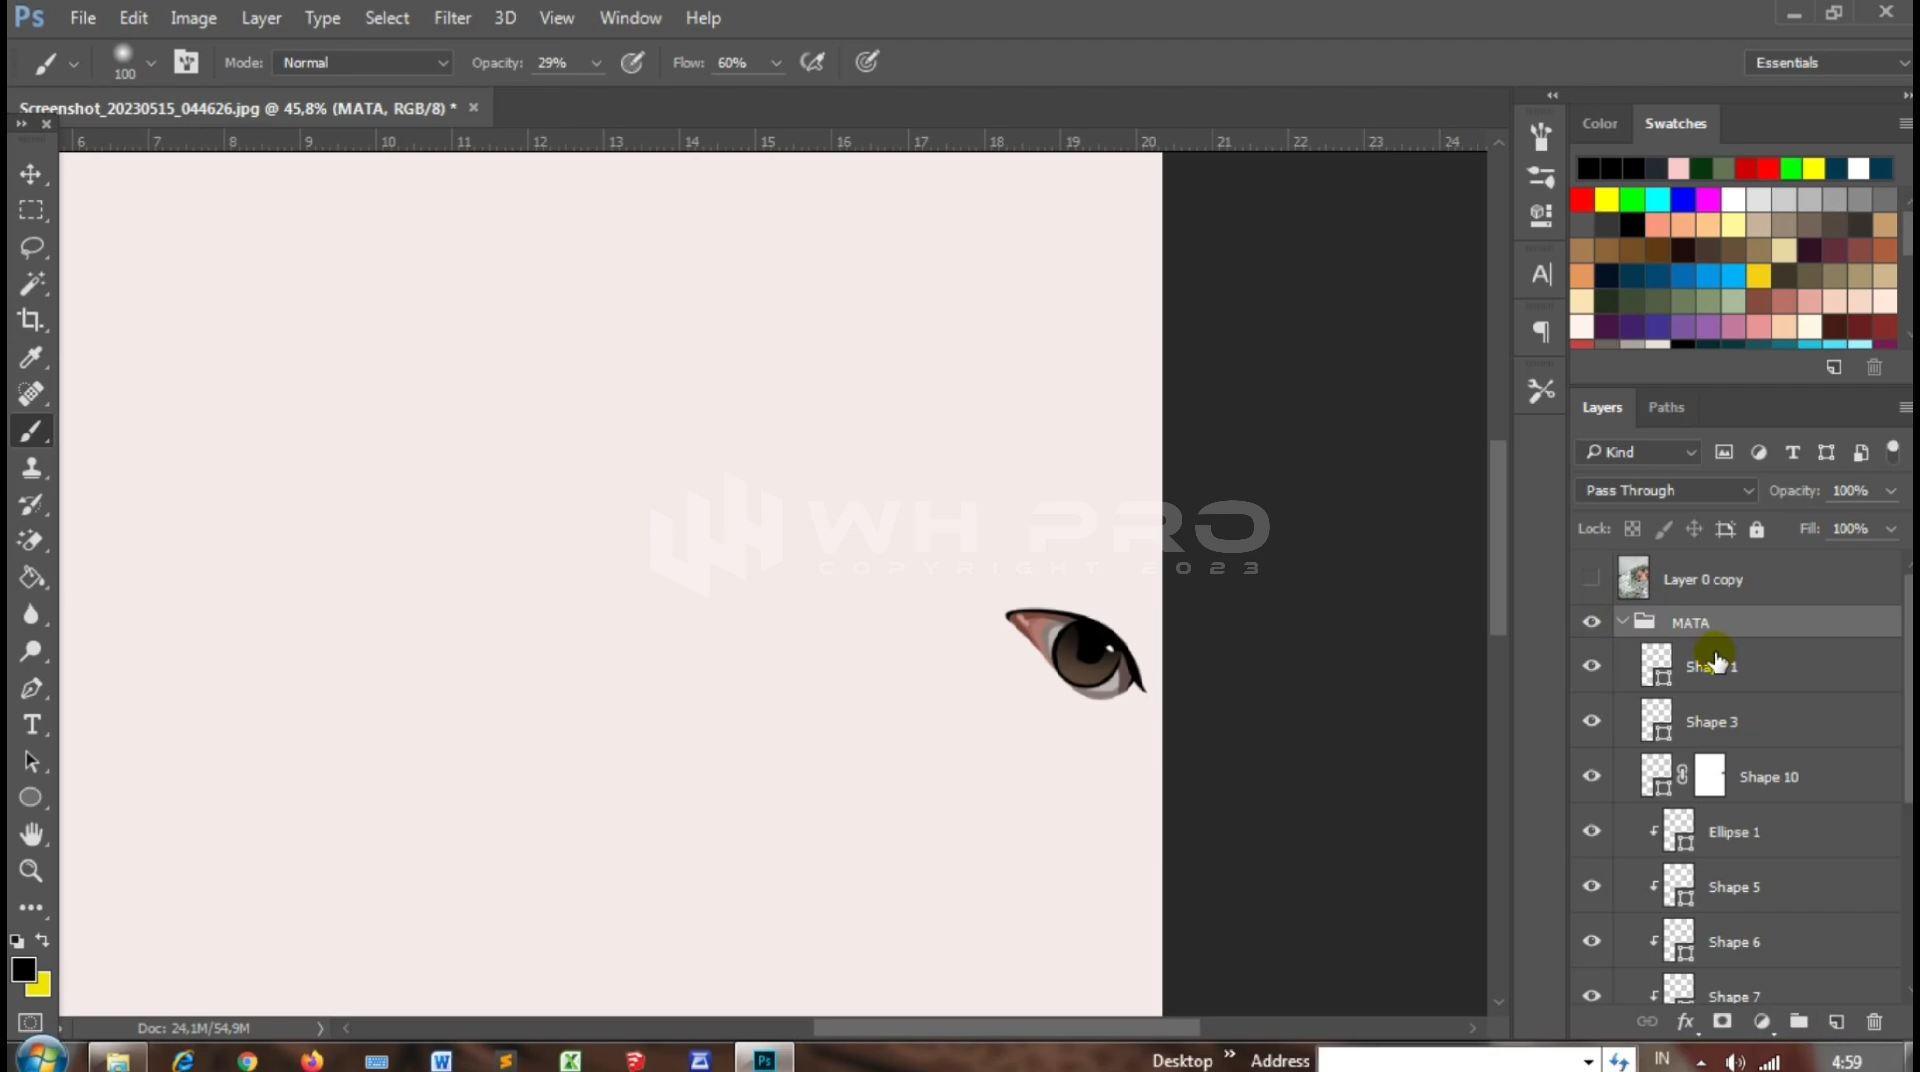 Ps File Edit Image Layer Type Select Filter 3D View Window Help
100 Mode: Normal Opacity: 29% Flow: 60% Essentials
Screenshot_20230515_044626.jpg @ 45,8% (MATA, RGB/8) *
6 7 8 9 10 11 12 13 14 15 16 17 18 19 20 21 22 23 24
Color Swatches
Layers Paths
Kind
Pass Through Opacity: 100%
Lock: Fill: 100%
Layer 0 copy
MATA
Shape 1
Shape 3
Shape 10
Ellipse 1
Shape 5
Shape 6
Shape 7
WH PRO
COPYRIGHT 2023
Doc: 24,1M/54,9M
Desktop » Address IN 4:59